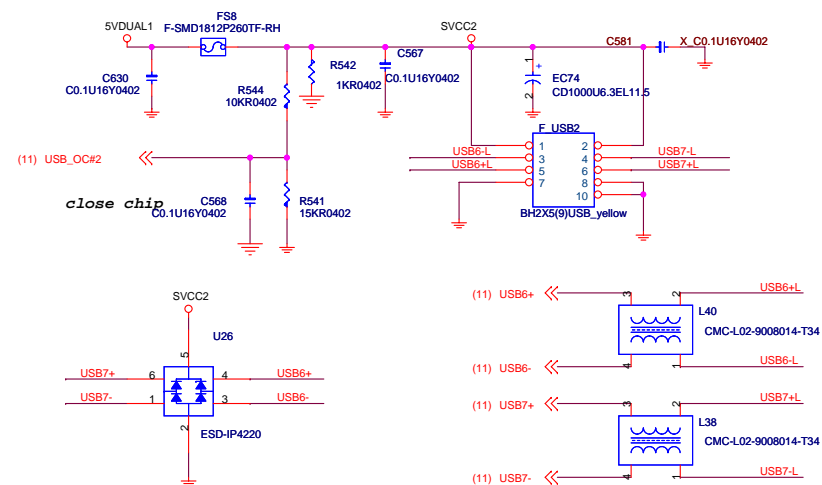 FS8
5VDUAL1
F-SMD1812P260TF-RH
SVCC2
C581
X_C0.1U16Y0402
C567
R542
C630
C0.1U16Y0402
R544
10KR0402
1KR0402
C0.1U16Y0402
1
+
2
EC74
CD1000U6.3EL11.5
F_USB2
(11) USB_OC#2
USB6-L
USB6+L
1 2
3 4
5 6
7 8
10
USB7-L
USB7+L
BH2X5(9)USB_yellow
close chip
C568
C0.1U16Y0402
R541
15KR0402
SVCC2
U26
5
USB7+ 6 4 USB6+
USB7- 1 3 USB6-
2
ESD-IP4220
(11) USB6+ 3 2 USB6+L
L40
CMC-L02-9008014-T34
(11) USB6- 4 1 USB6-L
(11) USB7+ 3 2 USB7+L
L38
CMC-L02-9008014-T34
(11) USB7- 4 1 USB7-L